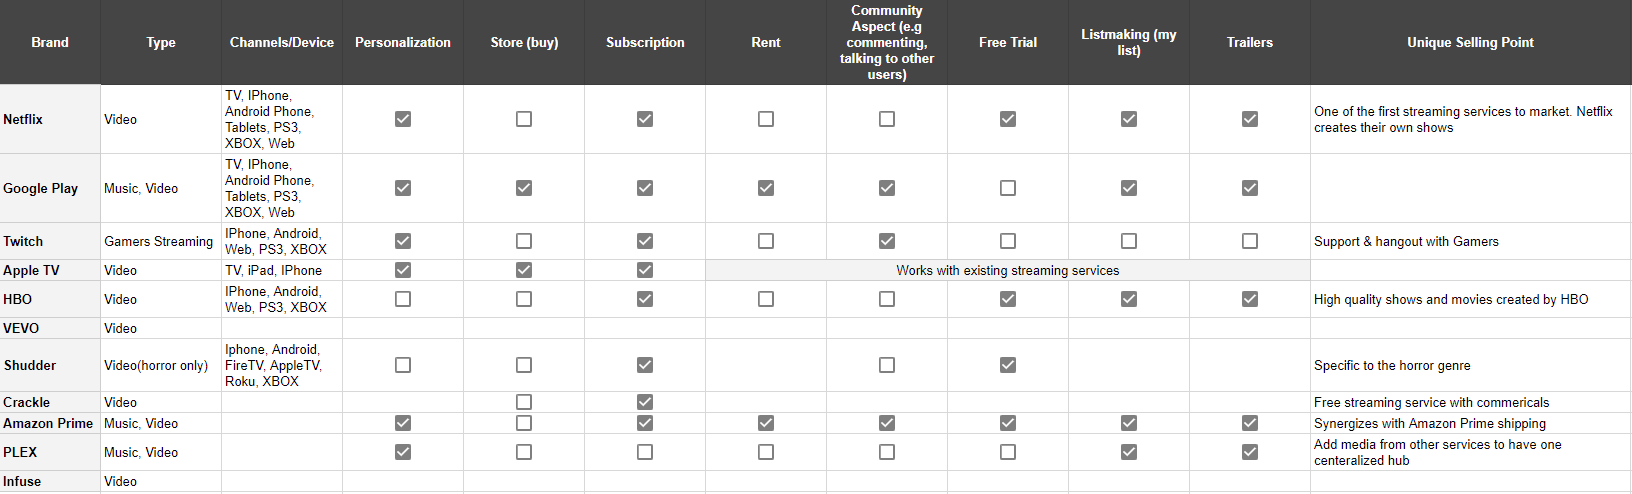 Brand Type Channels/Device Personalization Store (buy) Subscription Rent Community Aspect (e.g commenting, talking to other users) Free Trial Listmaking (my list) Trailers Unique Selling Point
Netflix
Video
TV, IPhone,
Android Phone,
Tablets, PS3,
XBOX, Web
One of the first streaming services to market. Netflix
creates their own shows
Google Play
Music, Video
TV, IPhone,
Android Phone,
Tablets, PS3,
XBOX, Web
Twitch
Gamers Streaming
IPhone, Android,
Web, PS3, XBOX
Support & hangout with Gamers
Apple TV
Video
TV, iPad, IPhone
Works with existing streaming services
HBO
Video
IPhone, Android,
Web, PS3, XBOX
High quality shows and movies created by HBO
VEVO
Video
Shudder
Video(horror only)
Iphone, Android,
FireTV, AppleTV,
Roku, XBOX
Specific to the horror genre
Crackle
Video
Free streaming service with commericals
Amazon Prime
Music, Video
Synergizes with Amazon Prime shipping
PLEX
Music, Video
Add media from other services to have one
centeralized hub
Infuse
Video